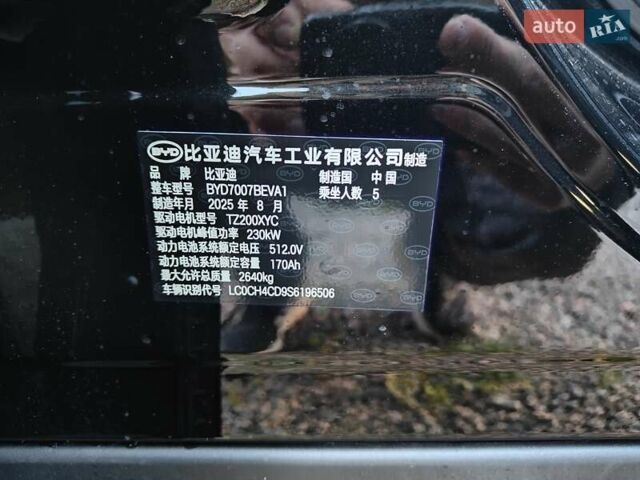 auto RIA
.com
BYD 比亚迪汽车工业有限公司制造
品 牌 比亚迪 制造国 中 国
整车型号 BYD7007BEVA1 乘坐人数 5
制造年月 2025 年 8 月
驱动电机型号 TZ200XYC
驱动电机峰值功率 230kW
动力电池系统额定电压 512.0V
动力电池系统额定容量 170Ah
最大允许总质量 2640kg
车辆识别代号 LC0CH4CD9S6196506